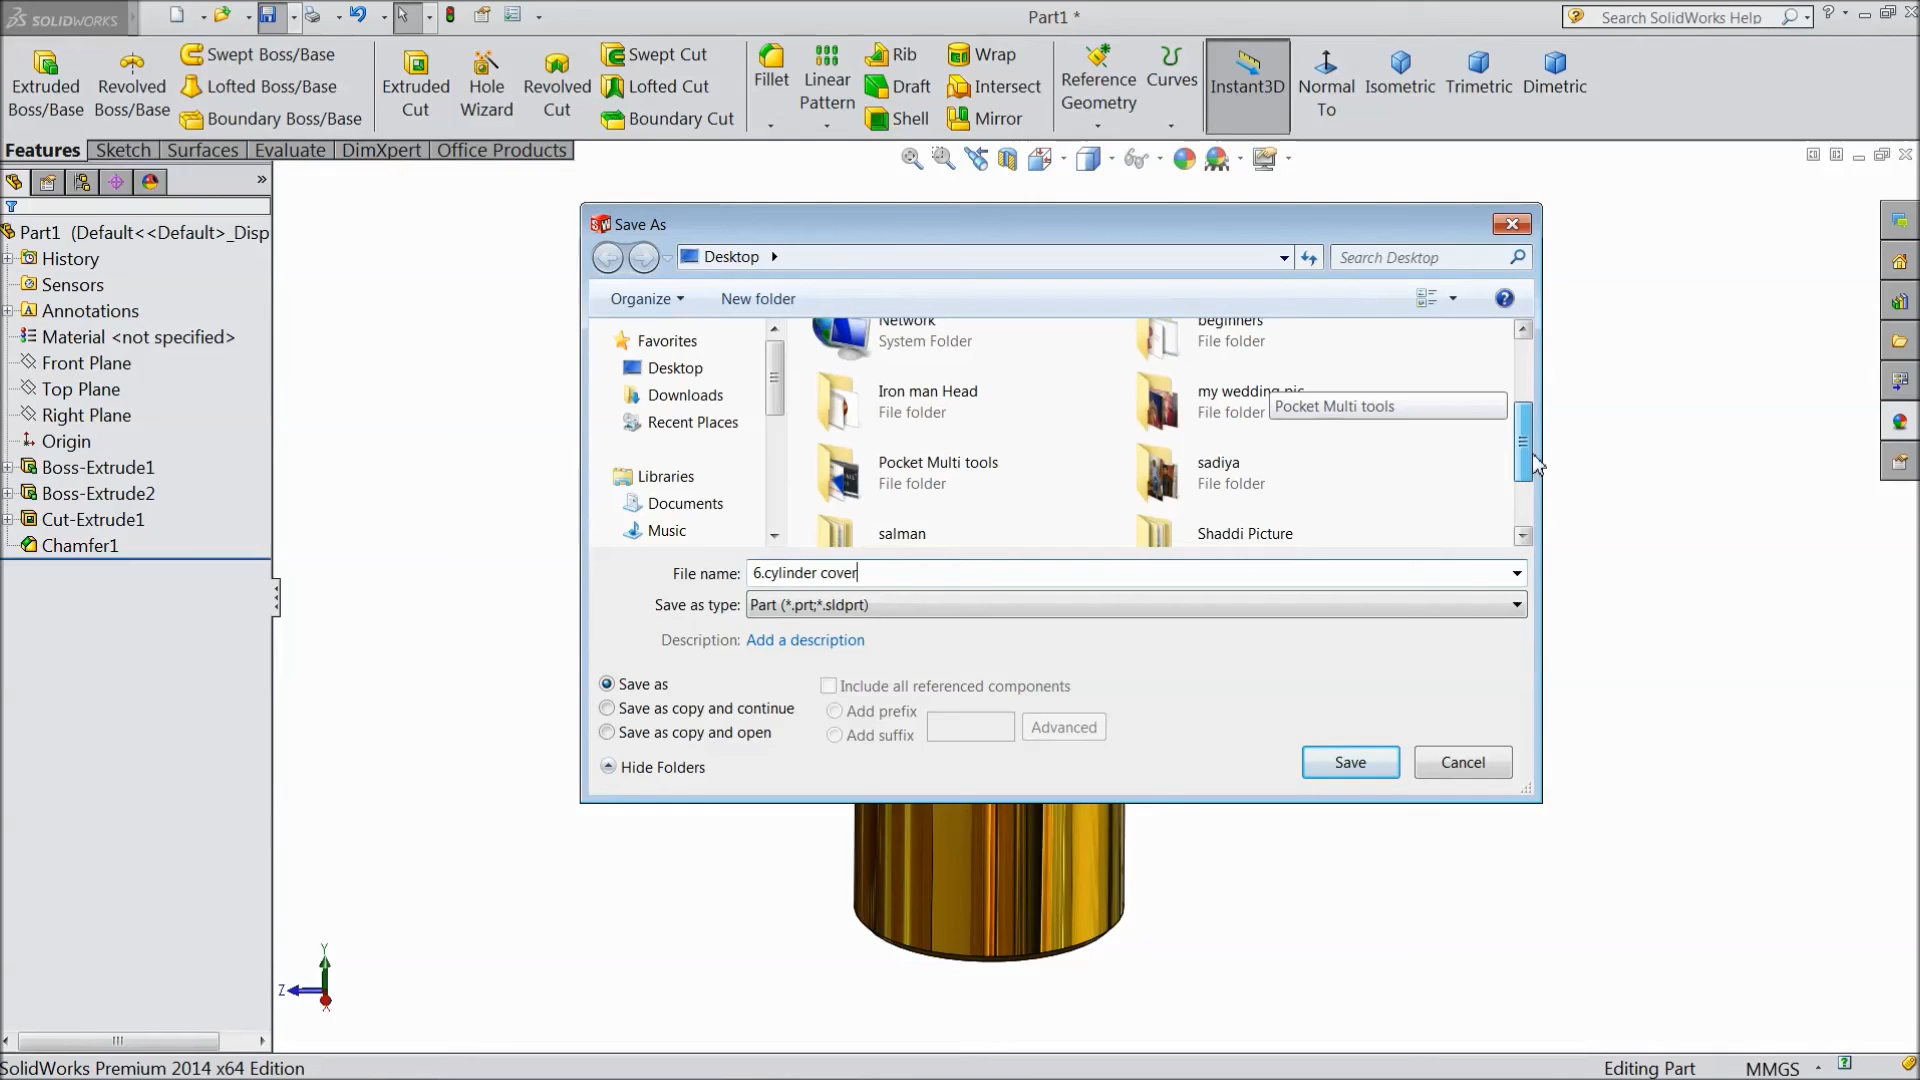 SOLIDWORKS
Part1 *
Search SolidWorks Help
Extruded Boss/Base
Revolved Boss/Base
Swept Boss/Base
Lofted Boss/Base
Boundary Boss/Base
Extruded Cut
Hole Wizard
Revolved Cut
Swept Cut
Lofted Cut
Boundary Cut
Fillet
Linear Pattern
Rib
Draft
Shell
Wrap
Intersect
Mirror
Reference Geometry
Curves
Instant3D
Normal To
Isometric
Trimetric
Dimetric
Features
Sketch
Surfaces
Evaluate
DimXpert
Office Products
Part1 (Default<<Default>_Disp
History
Sensors
Annotations
Material <not specified>
Front Plane
Top Plane
Right Plane
Origin
Boss-Extrude1
Boss-Extrude2
Cut-Extrude1
Chamfer1
Save As
Desktop
Search Desktop
Organize
New folder
Favorites
Desktop
Downloads
Recent Places
Libraries
Documents
Music
Network
System Folder
beginners
File folder
Iron man Head
File folder
my wedding pic
File folder
Pocket Multi tools
Pocket Multi tools
File folder
sadiya
File folder
salman
Shaddi Picture
File name: 6.cylinder cover
Save as type: Part (*.prt;*.sldprt)
Description: Add a description
Save as
Save as copy and continue
Save as copy and open
Include all referenced components
Add prefix
Add suffix
Advanced
Hide Folders
Save
Cancel
Y
Z
X
SolidWorks Premium 2014 x64 Edition
Editing Part
MMGS